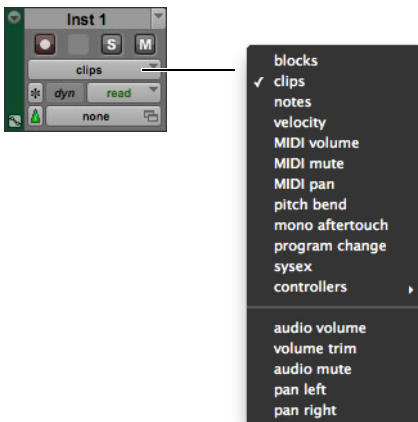 Inst 1
S M
clips
dyn read
none
blocks
✓ clips
notes
velocity
MIDI volume
MIDI mute
MIDI pan
pitch bend
mono aftertouch
program change
sysex
controllers
audio volume
volume trim
audio mute
pan left
pan right